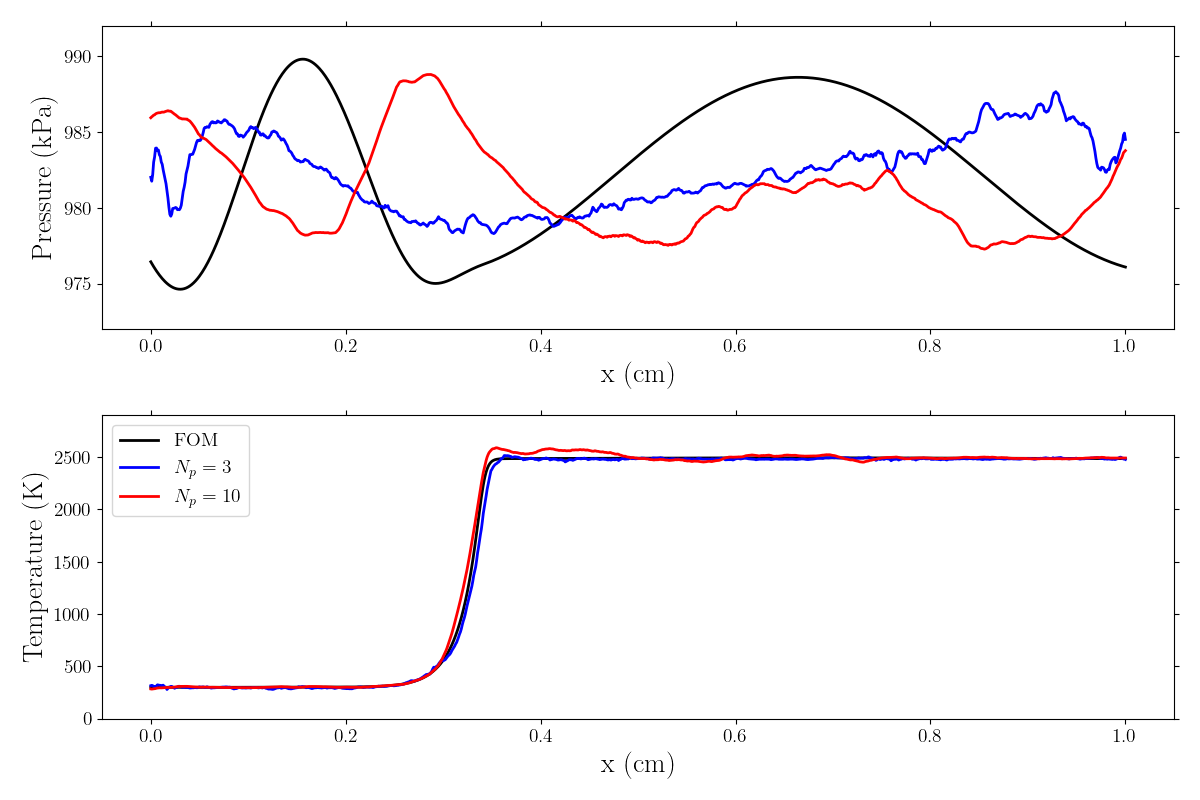 990
985
980
975
Pressure (kPa)
0.0 0.2 0.4 0.6 0.8 1.0
x (cm)
FOM
$N_p = 3$
$N_p = 10$
2500
2000
1500
1000
500
0
Temperature (K)
0.0 0.2 0.4 0.6 0.8 1.0
x (cm)